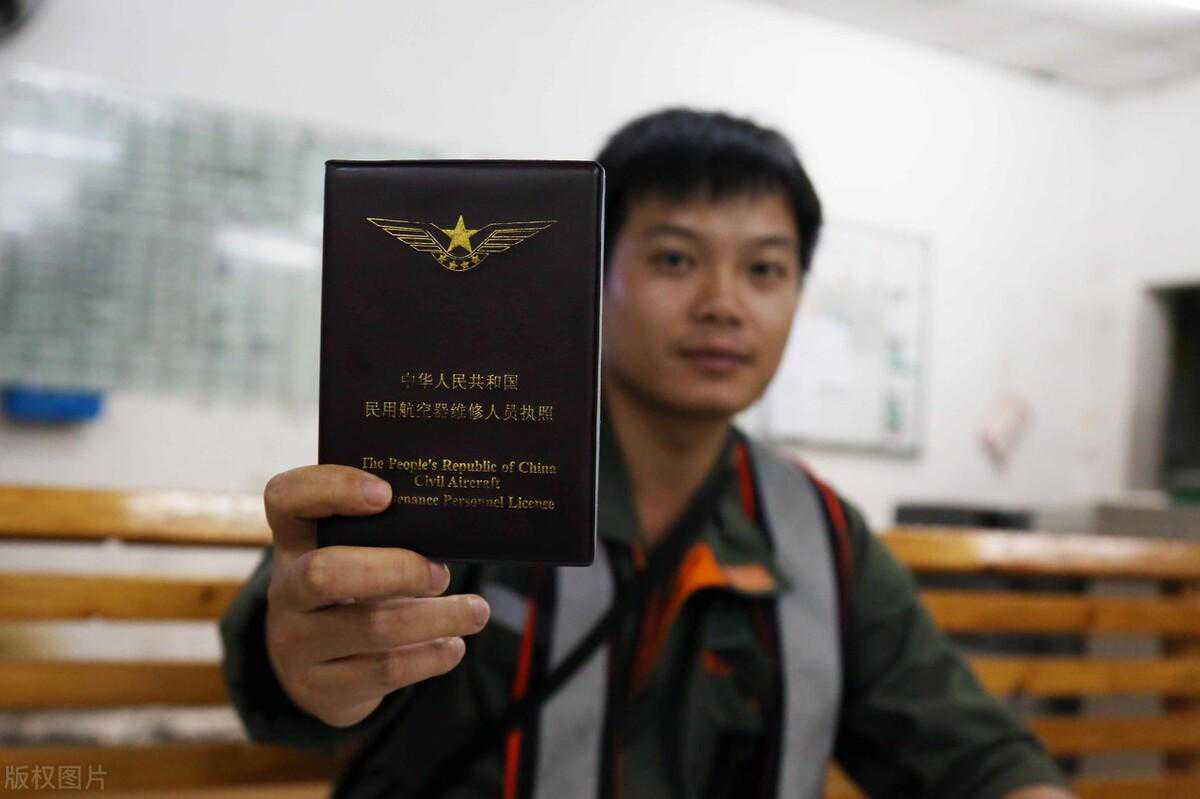 中华人民共和国
民用航空器维修人员执照
The People's Republic of China
Civil Aircraft
enance Personnel License
版权图片